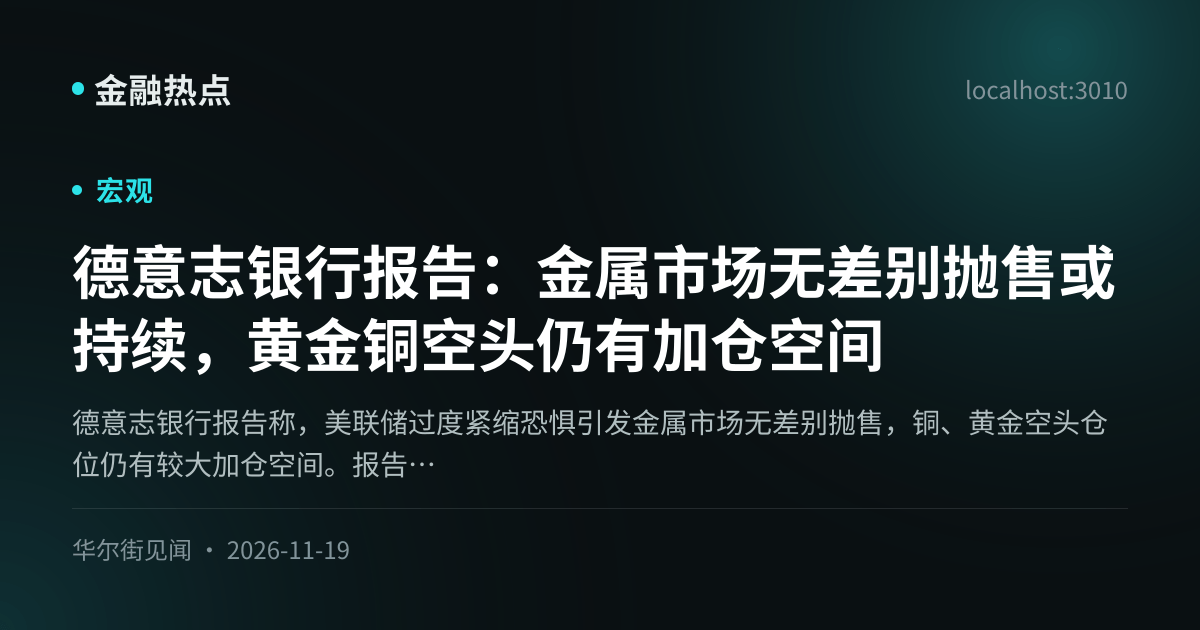 金融热点
localhost:3010
宏观
德意志银行报告：金属市场无差别抛售或
持续，黄金铜空头仍有加仓空间
德意志银行报告称，美联储过度紧缩恐惧引发金属市场无差别抛售，铜、黄金空头仓
位仍有较大加仓空间。报告…
华尔街见闻 · 2026-11-19